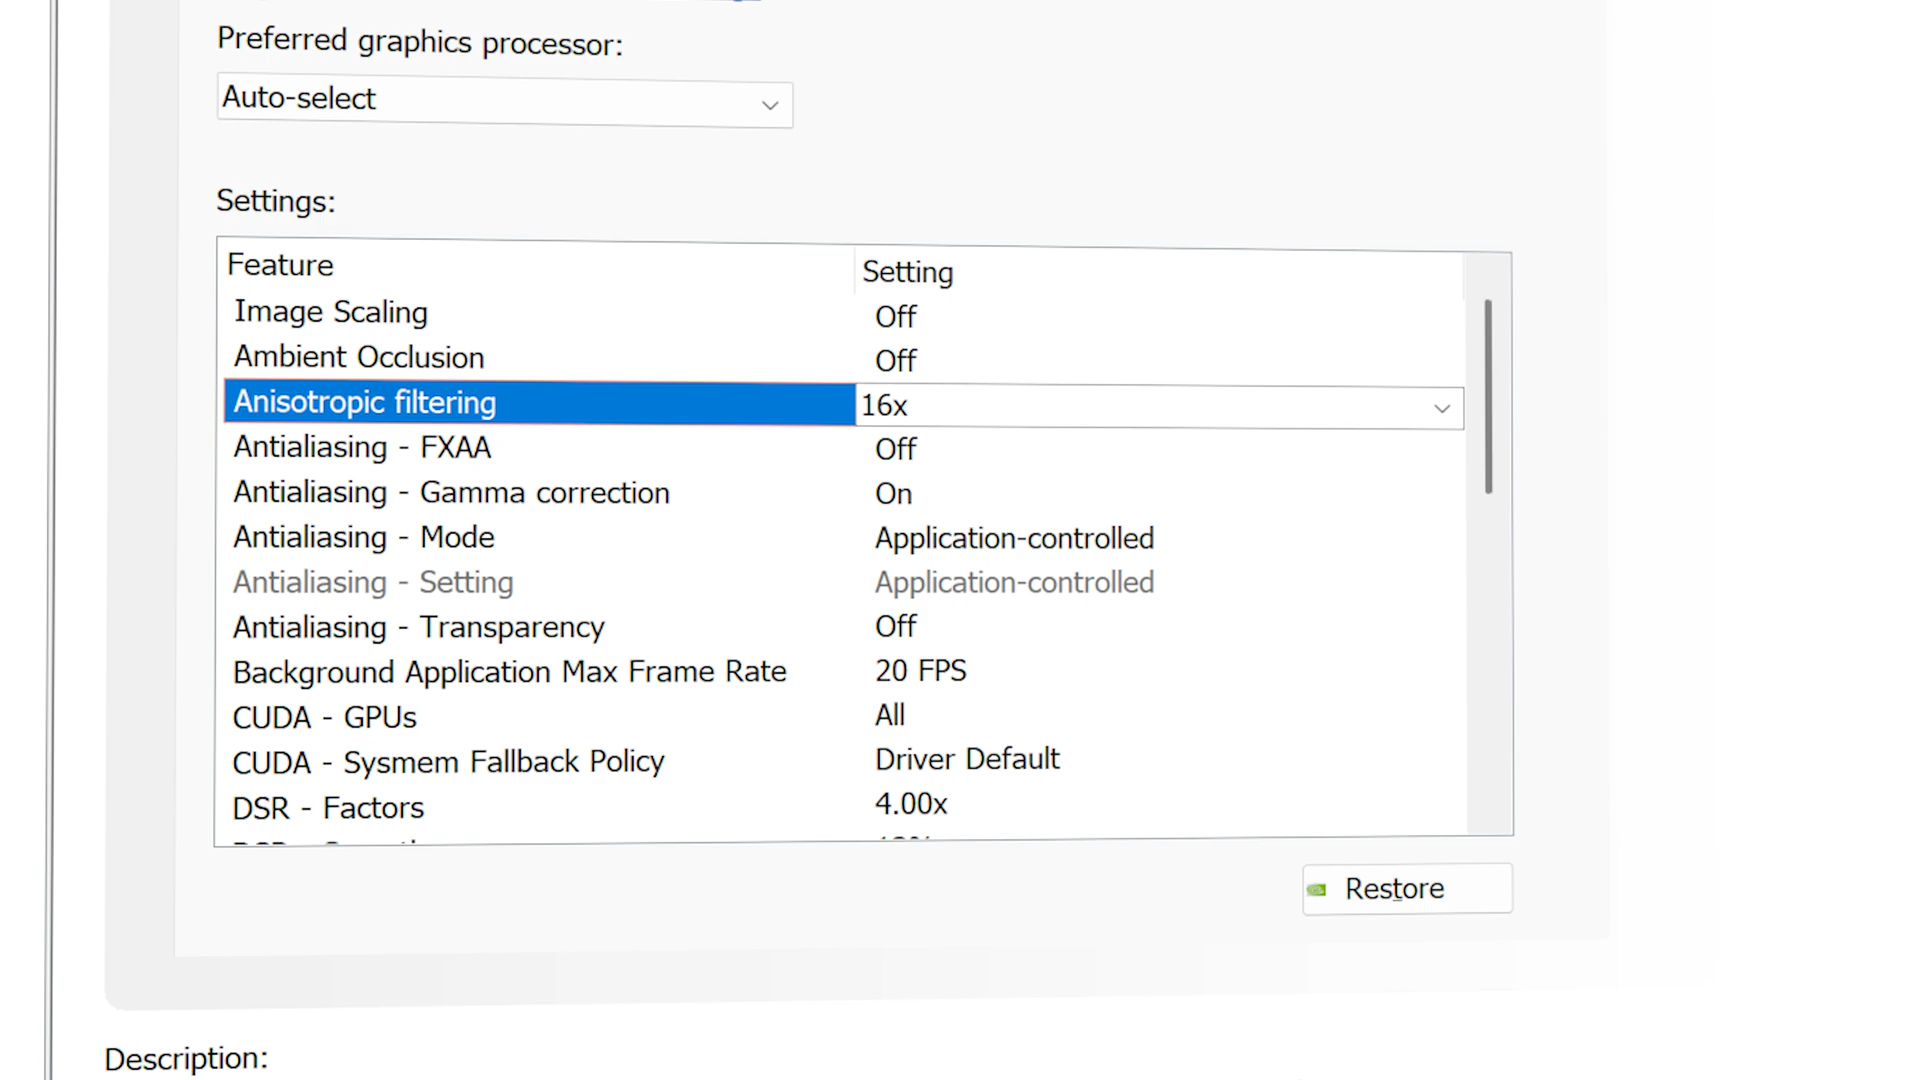 Preferred graphics processor:
Auto-select
Settings:
Feature Setting
Image Scaling Off
Ambient Occlusion Off
Anisotropic filtering 16x
Antialiasing - FXAA Off
Antialiasing - Gamma correction On
Antialiasing - Mode Application-controlled
Antialiasing - Setting Application-controlled
Antialiasing - Transparency Off
Background Application Max Frame Rate 20 FPS
CUDA - GPUs All
CUDA - Sysmem Fallback Policy Driver Default
DSR - Factors 4.00x
Restore
Description: